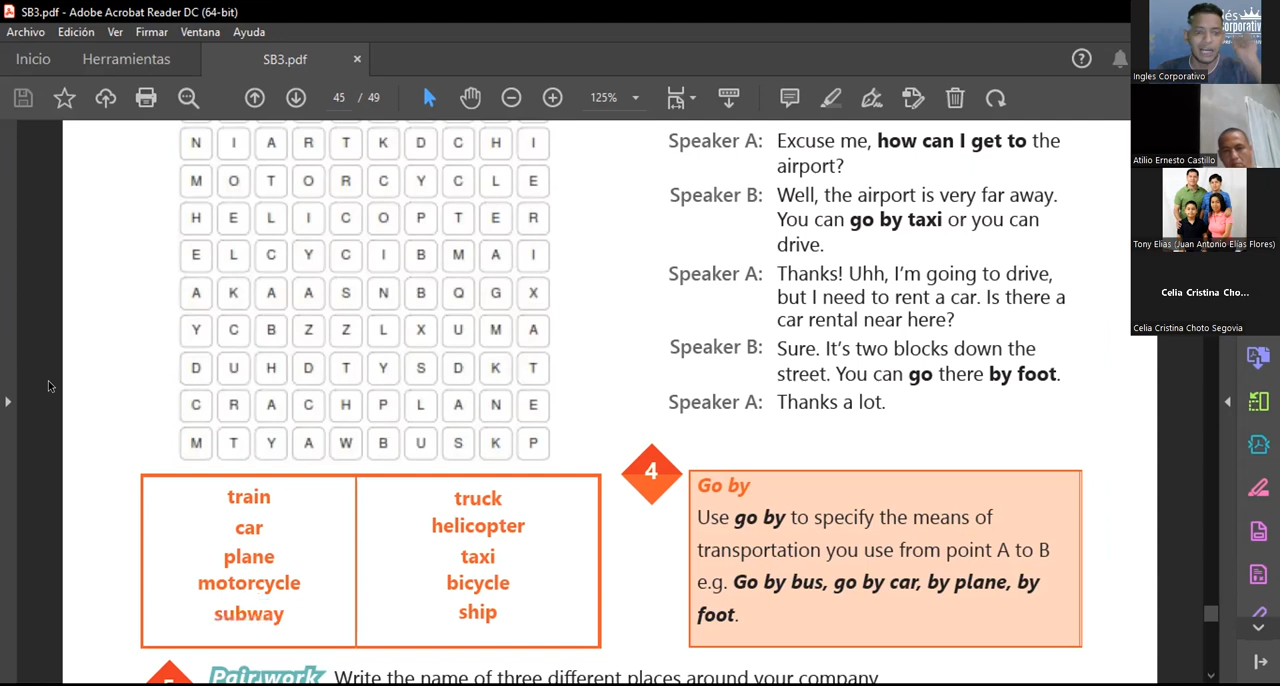 SB3.pdf - Adobe Acrobat Reader DC (64-bit)
Archivo Edición Ver Firmar Ventana Ayuda
Inicio Herramientas SB3.pdf ×
45 / 49 125%
N I A R T K D C H I
M O T O R C Y C L E
H E L I C O P T E R
E L C Y C I B M A I
A K A A S N B Q G X
Y C B Z Z L X U M A
D U H D T Y S D K T
C R A C H P L A N E
M T Y A W B U S K P
train
car
plane
motorcycle
subway
truck
helicopter
taxi
bicycle
ship
Speaker A: Excuse me, how can I get to the
airport?
Speaker B: Well, the airport is very far away.
You can go by taxi or you can
drive.
Speaker A: Thanks! Uhh, I'm going to drive,
but I need to rent a car. Is there a
car rental near here?
Speaker B: Sure. It's two blocks down the
street. You can go there by foot.
Speaker A: Thanks a lot.
4
Go by
Use go by to specify the means of
transportation you use from point A to B
e.g. Go by bus, go by car, by plane, by
foot.
5 Pair work Write the name of three different places around your company
Ingles Corporativo
Atilio Ernesto Castillo
Tony Elias (Juan Antonio Elías Flores)
Celia Cristina Cho...
Celia Cristina Choto Segovia